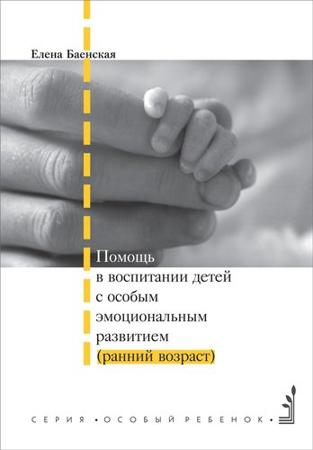 Елена Баенская
Помощь
в воспитании детей
с особым
эмоциональным
развитием
(ранний возраст)
СЕРИЯ • ОСОБЫЙ РЕБЕНОК •